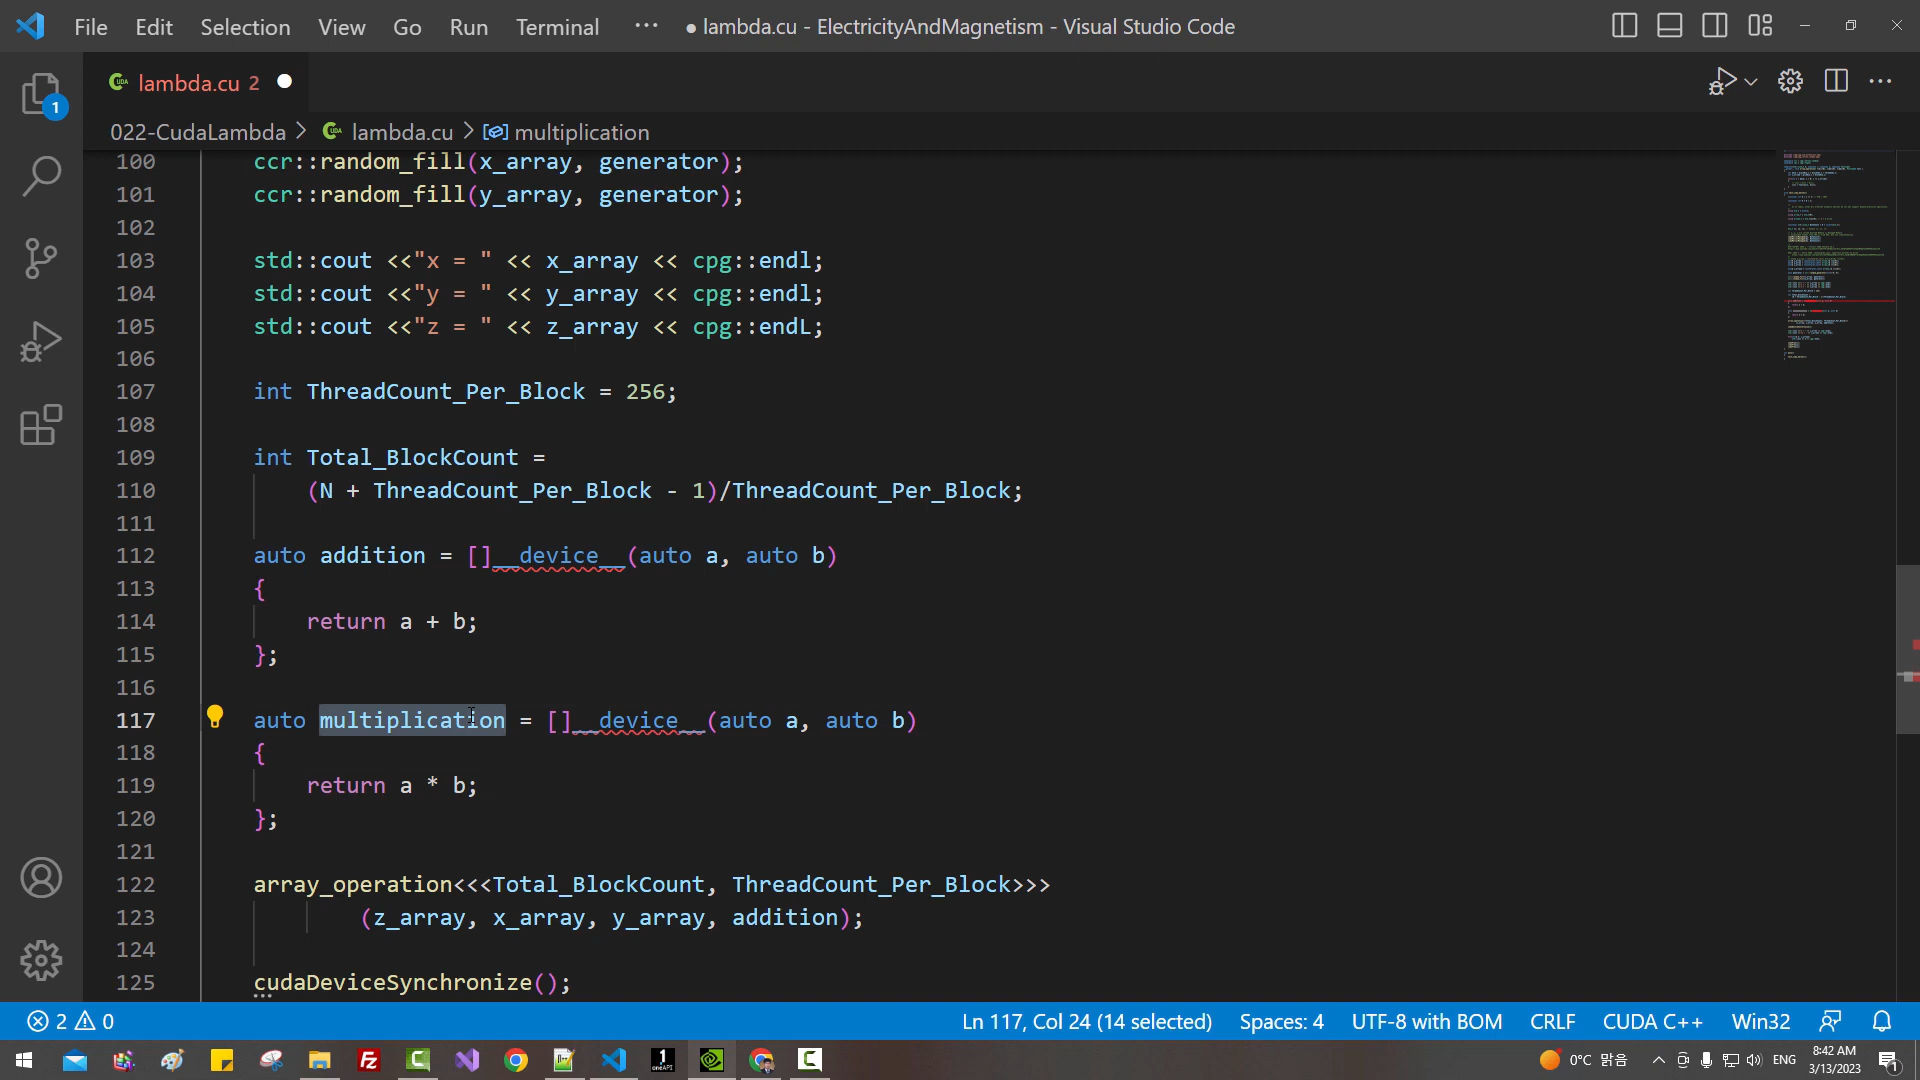 File Edit Selection View Go Run Terminal ··· ● lambda.cu - ElectricityAndMagnetism - Visual Studio Code
lambda.cu 2
022-CudaLambda > lambda.cu > multiplication
100 ccr::random_fill(x_array, generator);
101 ccr::random_fill(y_array, generator);
102
103 std::cout <<"x = " << x_array << cpg::endl;
104 std::cout <<"y = " << y_array << cpg::endl;
105 std::cout <<"z = " << z_array << cpg::endL;
106
107 int ThreadCount_Per_Block = 256;
108
109 int Total_BlockCount =
110 (N + ThreadCount_Per_Block - 1)/ThreadCount_Per_Block;
111
112 auto addition = []__device__(auto a, auto b)
113 {
114 return a + b;
115 };
116
117 auto multiplication = []__device__(auto a, auto b)
118 {
119 return a * b;
120 };
121
122 array_operation<<<Total_BlockCount, ThreadCount_Per_Block>>>
123 (z_array, x_array, y_array, addition);
124
125 cudaDeviceSynchronize();
1
2 0 Ln 117, Col 24 (14 selected) Spaces: 4 UTF-8 with BOM CRLF CUDA C++ Win32
0°C 맑음 ENG 8:42 AM
3/13/2023